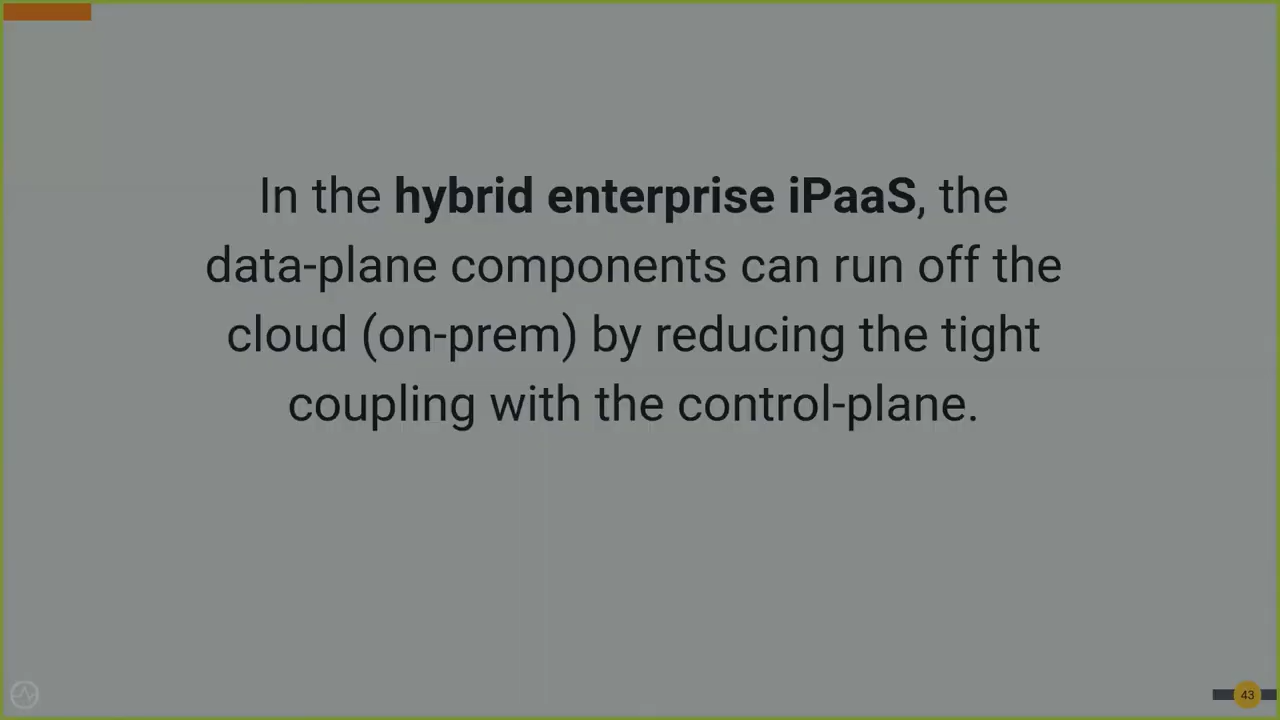 In the hybrid enterprise iPaaS, the
data-plane components can run off the
cloud (on-prem) by reducing the tight
coupling with the control-plane.
43